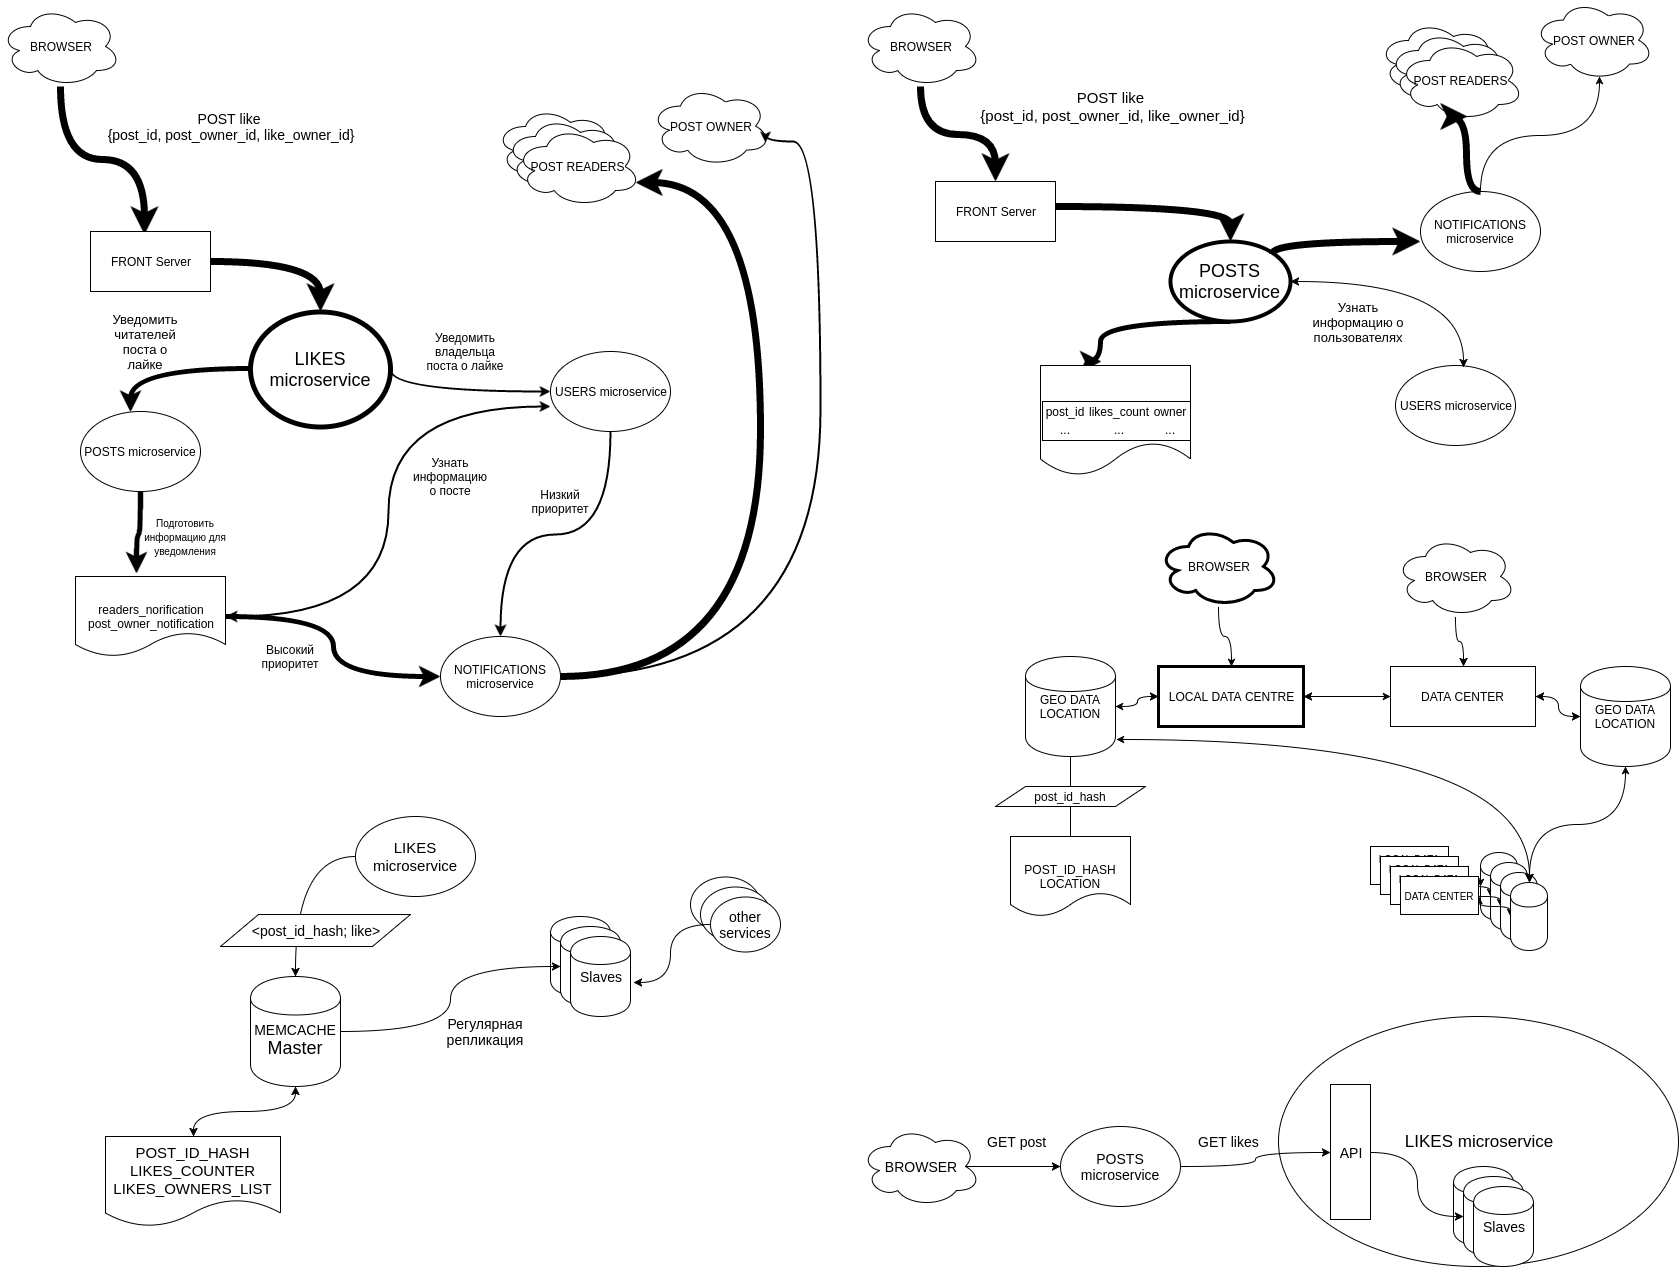 BROWSER
POST like
{post_id, post_owner_id, like_owner_id}
POST OWNER
POST READERS
FRONT Server
Уведомить
читателей
поста о
лайке
LIKES
microservice
Уведомить
владельца
поста о лайке
USERS microservice
POSTS microservice
Узнать
информацию
о посте
Низкий
приоритет
Подготовить
информацию для
уведомления
readers_norification
post_owner_notification
Высокий
приоритет
NOTIFICATIONS
microservice
BROWSER
POST like
{post_id, post_owner_id, like_owner_id}
POST OWNER
POST READERS
FRONT Server
NOTIFICATIONS
microservice
POSTS
microservice
Узнать
информацию о
пользователях
post_id likes_count owner
... ... ...
USERS microservice
BROWSER
BROWSER
GEO DATA
LOCATION
LOCAL DATA CENTRE
DATA CENTER
GEO DATA
LOCATION
post_id_hash
POST_ID_HASH
LOCATION
DATA CENTER
LIKES
microservice
<post_id_hash; like>
other
services
Slaves
MEMCACHE
Master
Регулярная
репликация
POST_ID_HASH
LIKES_COUNTER
LIKES_OWNERS_LIST
BROWSER
GET post
POSTS
microservice
GET likes
API
LIKES microservice
Slaves